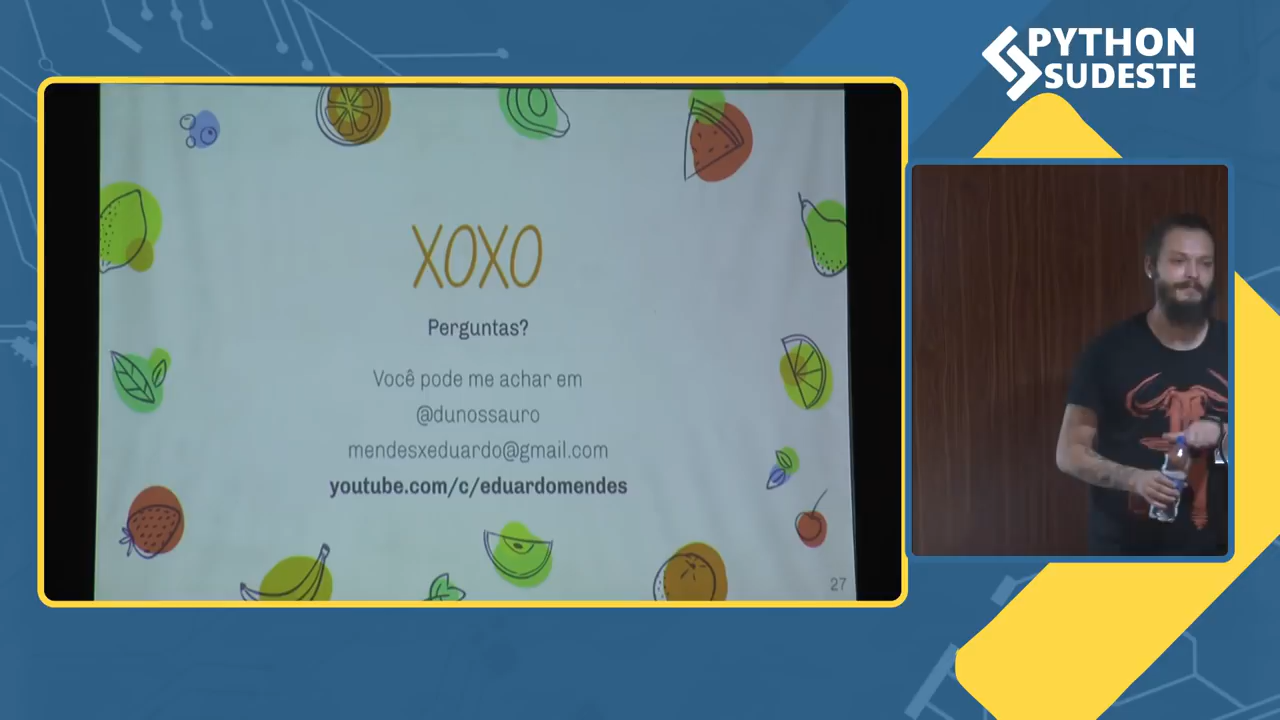 PYTHON
SUDESTE
XOXO
Perguntas?
Você pode me achar em
@dunossauro
mendesxeduardo@gmail.com
youtube.com/c/eduardomendes
27